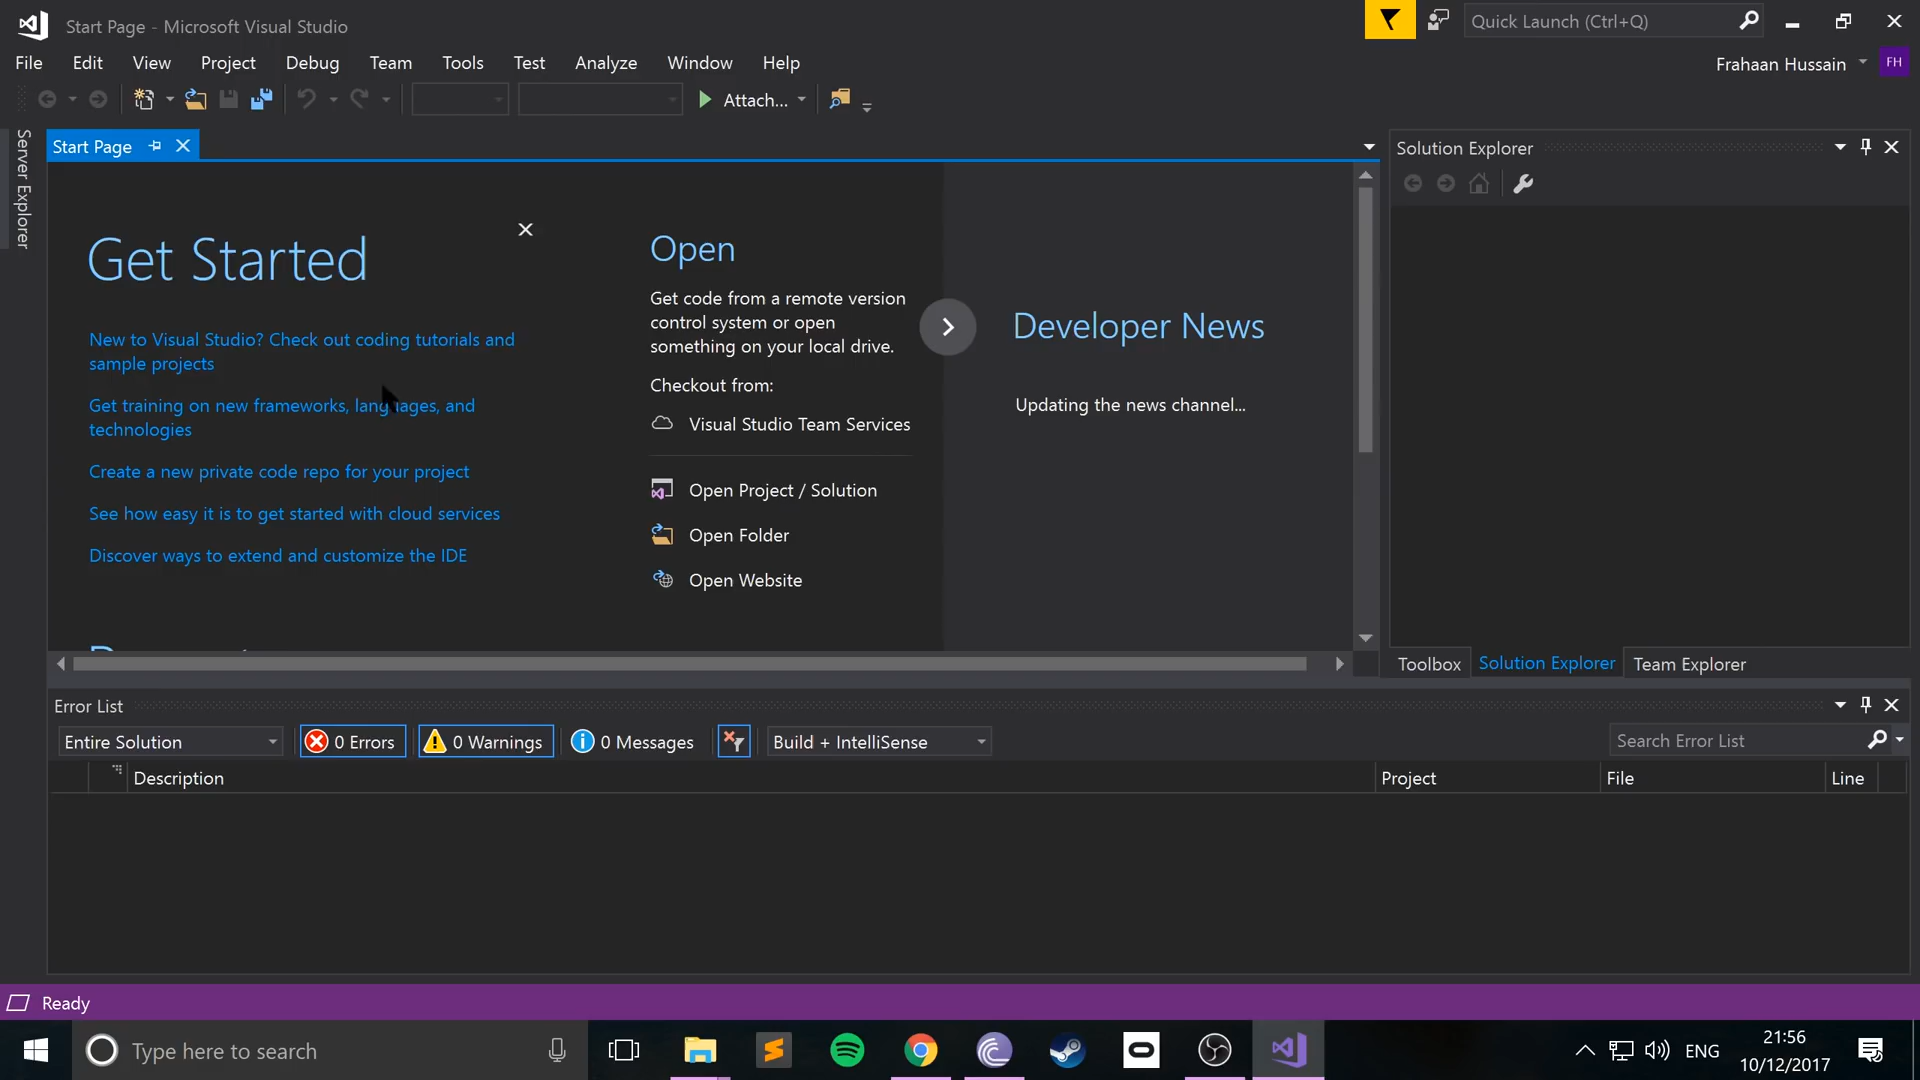 Start Page - Microsoft Visual Studio
Quick Launch (Ctrl+Q)
File Edit View Project Debug Team Tools Test Analyze Window Help
Frahaan Hussain FH
Attach...
Server Explorer
Start Page
Solution Explorer
Get Started
New to Visual Studio? Check out coding tutorials and
sample projects
Get training on new frameworks, languages, and
technologies
Create a new private code repo for your project
See how easy it is to get started with cloud services
Discover ways to extend and customize the IDE
Open
Get code from a remote version
control system or open
something on your local drive.
Checkout from:
Visual Studio Team Services
Open Project / Solution
Open Folder
Open Website
Developer News
Updating the news channel...
Toolbox Solution Explorer Team Explorer
Error List
Entire Solution 0 Errors 0 Warnings 0 Messages Build + IntelliSense Search Error List
Description Project File Line
Ready
Type here to search
ENG
21:56
10/12/2017